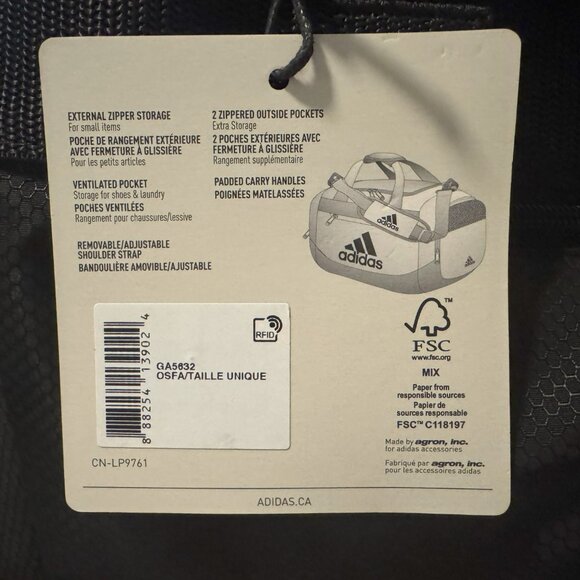 EXTERNAL ZIPPER STORAGE
For small items
POCHE DE RANGEMENT EXTÉRIEURE
AVEC FERMETURE À GLISSIÈRE
Pour les petits articles
VENTILATED POCKET
Storage for shoes & laundry
POCHES VENTILÉES
Rangement pour chaussures/lessive
REMOVABLE/ADJUSTABLE
SHOULDER STRAP
BANDOULIÈRE AMOVIBLE/AJUSTABLE
2 ZIPPERED OUTSIDE POCKETS
Extra Storage
2 POCHES EXTÉRIEURES AVEC
FERMETURE À GLISSIÈRE
Rangement supplémentaire
PADDED CARRY HANDLES
POIGNÉES MATELASSÉES
adidas
adidas
adidas
RFID
GA5632
OSFA/TAILLE UNIQUE
8 88254 13902 4
CN-LP9761
FSC™
www.fsc.org
MIX
Paper from
responsible sources
Papier de
sources responsable
FSC™ C118197
Made by agron, inc.
for adidas accessories
Fabriqué par agron, inc.
pour les accessoires adidas
ADIDAS.CA